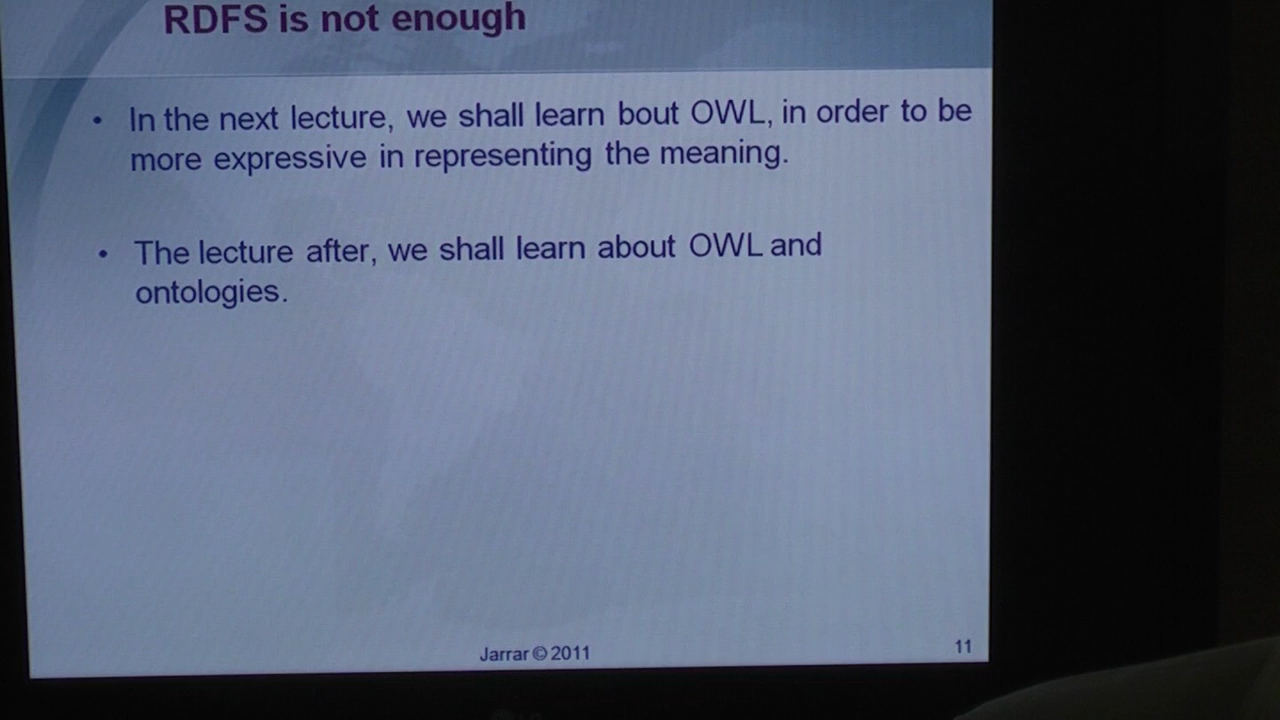 RDFS is not enough
• In the next lecture, we shall learn bout OWL, in order to be
more expressive in representing the meaning.
• The lecture after, we shall learn about OWL and
ontologies.
Jarrar © 2011
11